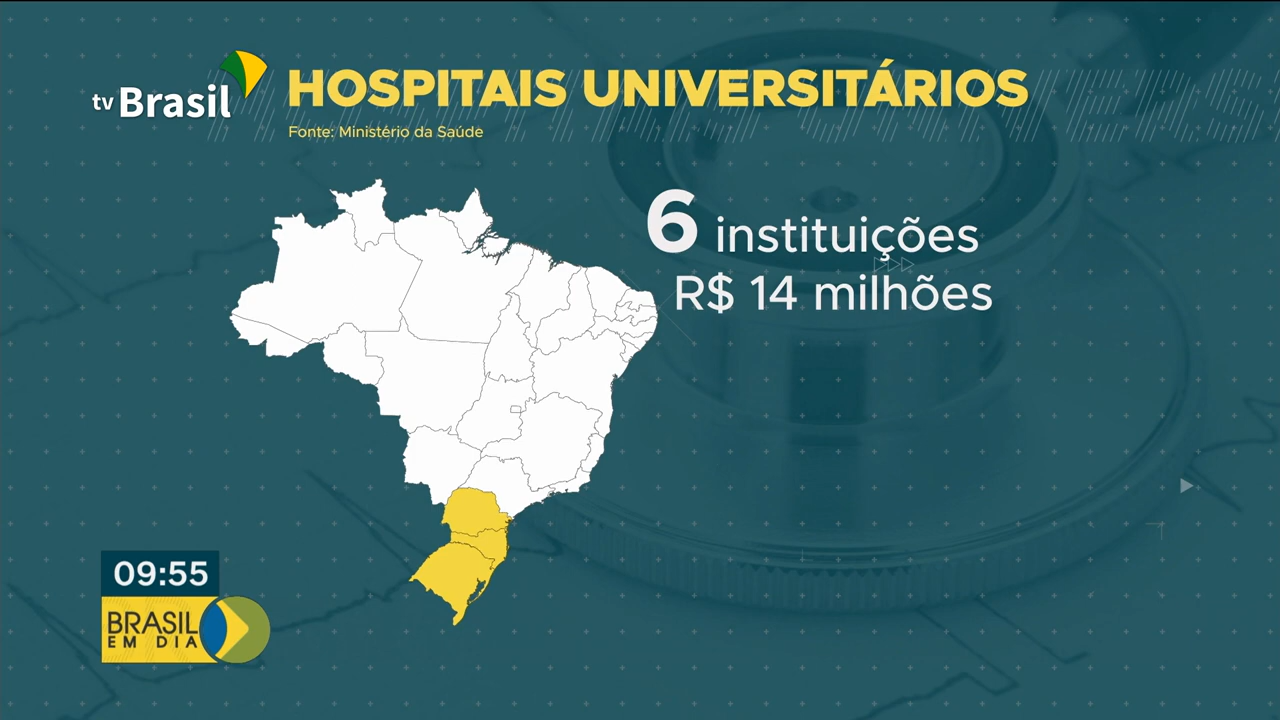 tv Brasil
HOSPITAIS UNIVERSITÁRIOS
Fonte: Ministério da Saúde
6 instituições
R$ 14 milhões
09:55
BRASIL
EM DIA